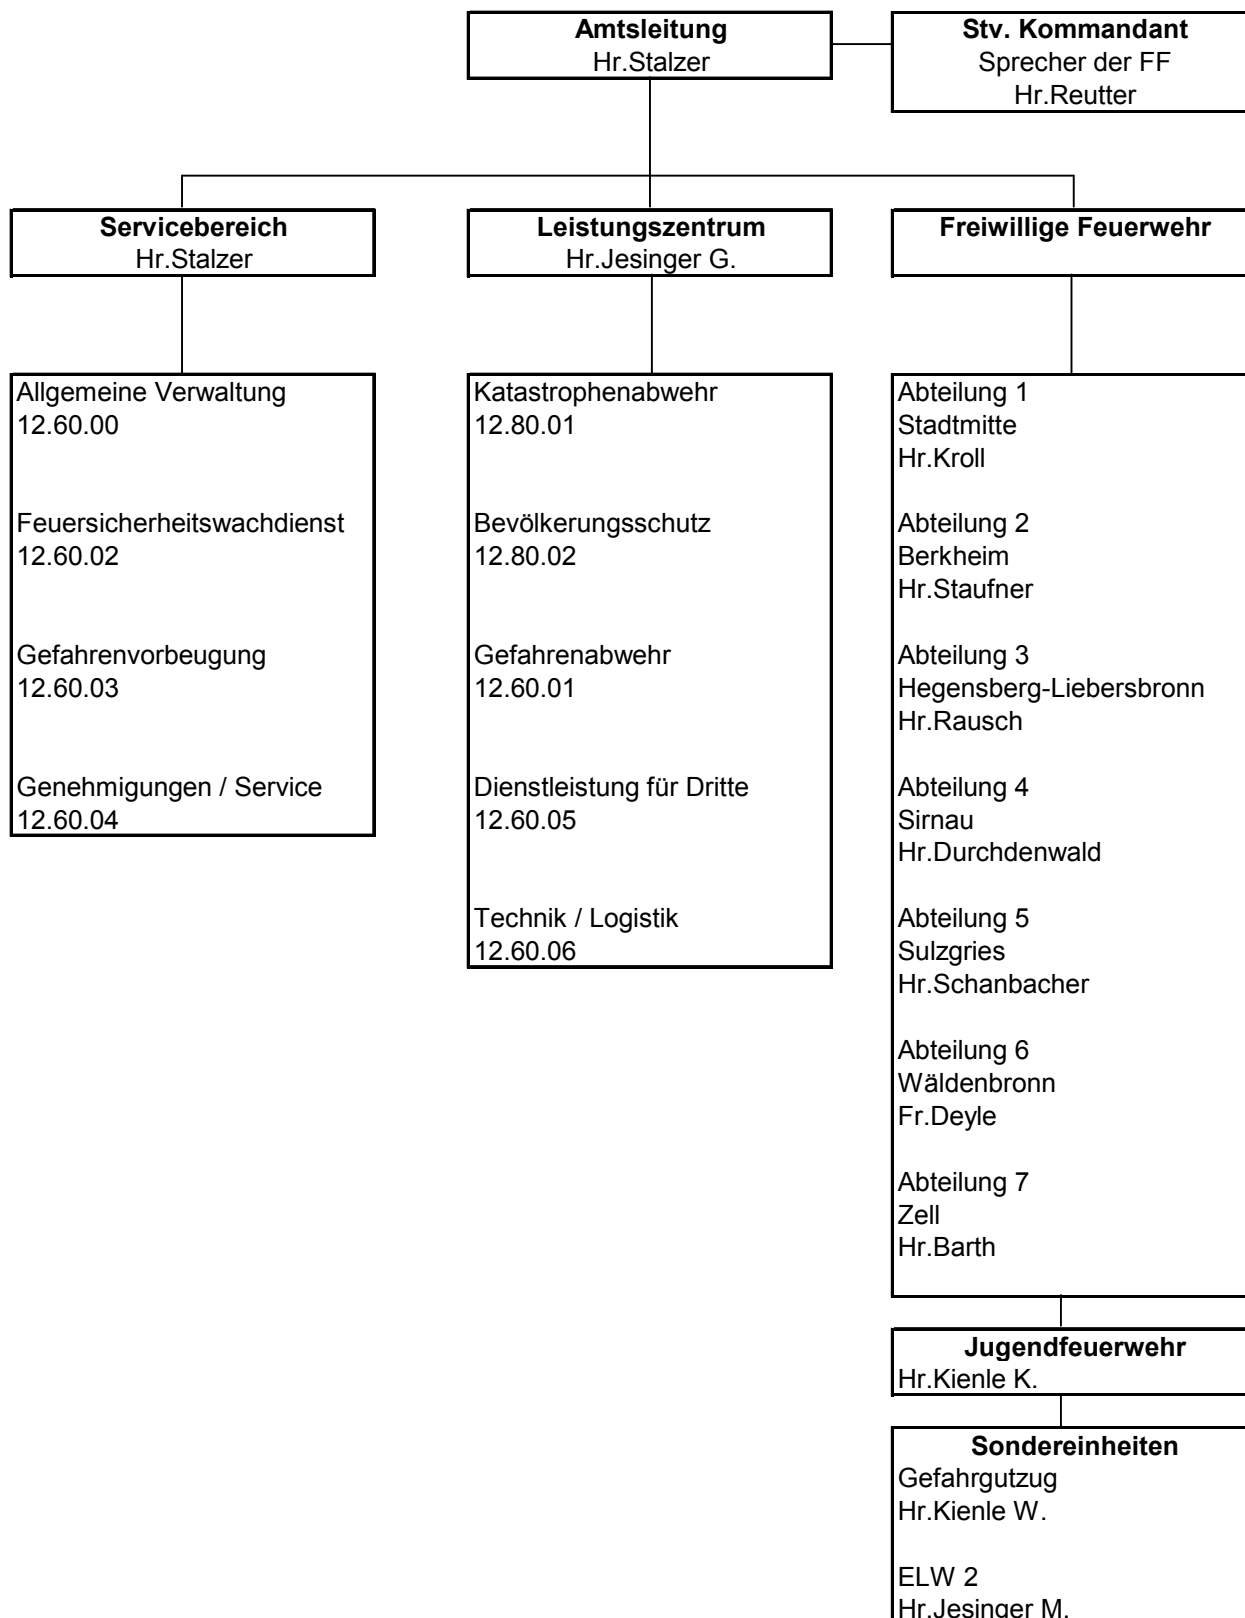 Amtsleitung
Hr.Stalzer
Stv. Kommandant
Sprecher der FF
Hr.Reutter
Servicebereich
Hr.Stalzer
Leistungszentrum
Hr.Jesinger G.
Freiwillige Feuerwehr
Allgemeine Verwaltung
12.60.00
Feuersicherheitswachdienst
12.60.02
Gefahrenvorbeugung
12.60.03
Genehmigungen / Service
12.60.04
Katastrophenabwehr
12.80.01
Bevölkerungsschutz
12.80.02
Gefahrenabwehr
12.60.01
Dienstleistung für Dritte
12.60.05
Technik / Logistik
12.60.06
Abteilung 1
Stadtmitte
Hr.Kroll
Abteilung 2
Berkheim
Hr.Staufner
Abteilung 3
Hegensberg-Liebersbronn
Hr.Rausch
Abteilung 4
Sirnau
Hr.Durchdenwald
Abteilung 5
Sulzgries
Hr.Schanbacher
Abteilung 6
Wäldenbronn
Fr.Deyle
Abteilung 7
Zell
Hr.Barth
Jugendfeuerwehr
Hr.Kienle K.
Sondereinheiten
Gefahrgutzug
Hr.Kienle W.
ELW 2
Hr.Jesinger M.